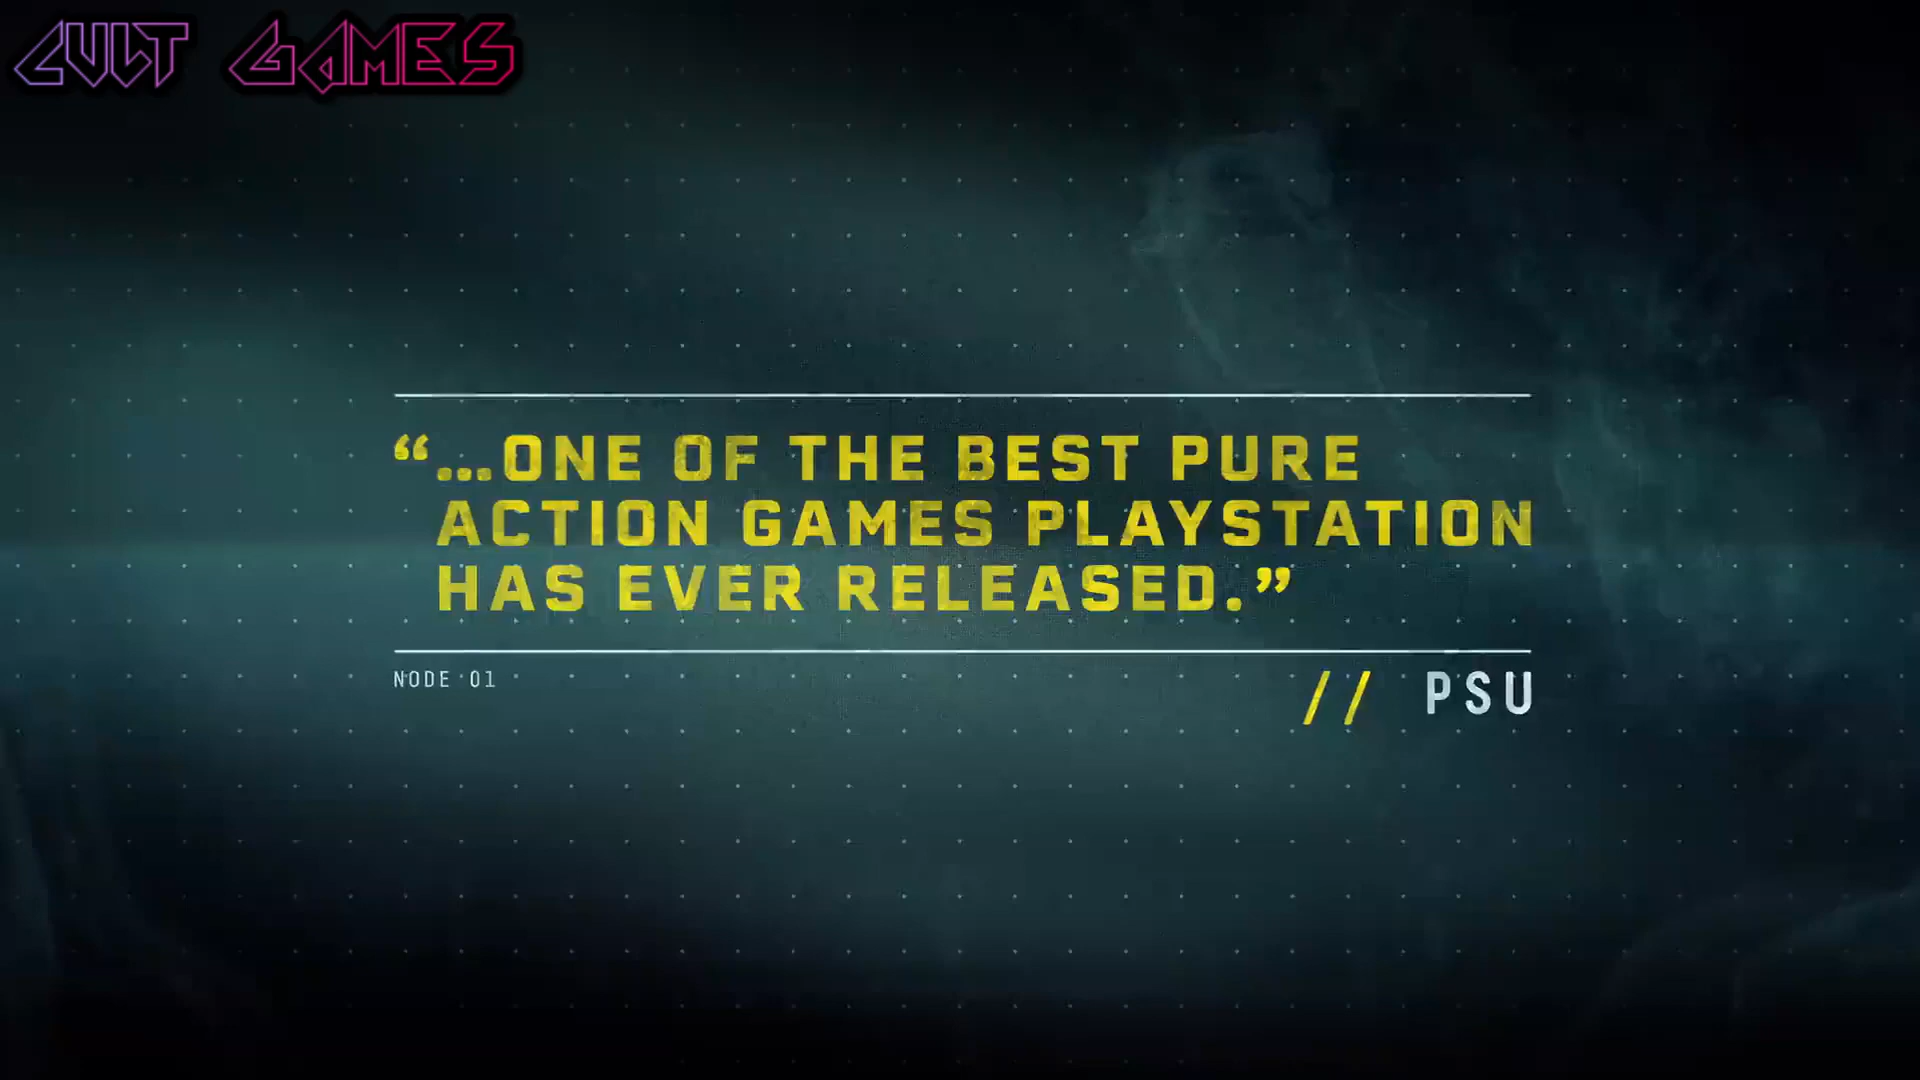 CULT GAMES
“...ONE OF THE BEST PURE
ACTION GAMES PLAYSTATION
HAS EVER RELEASED.”
NODE 01
// PSU